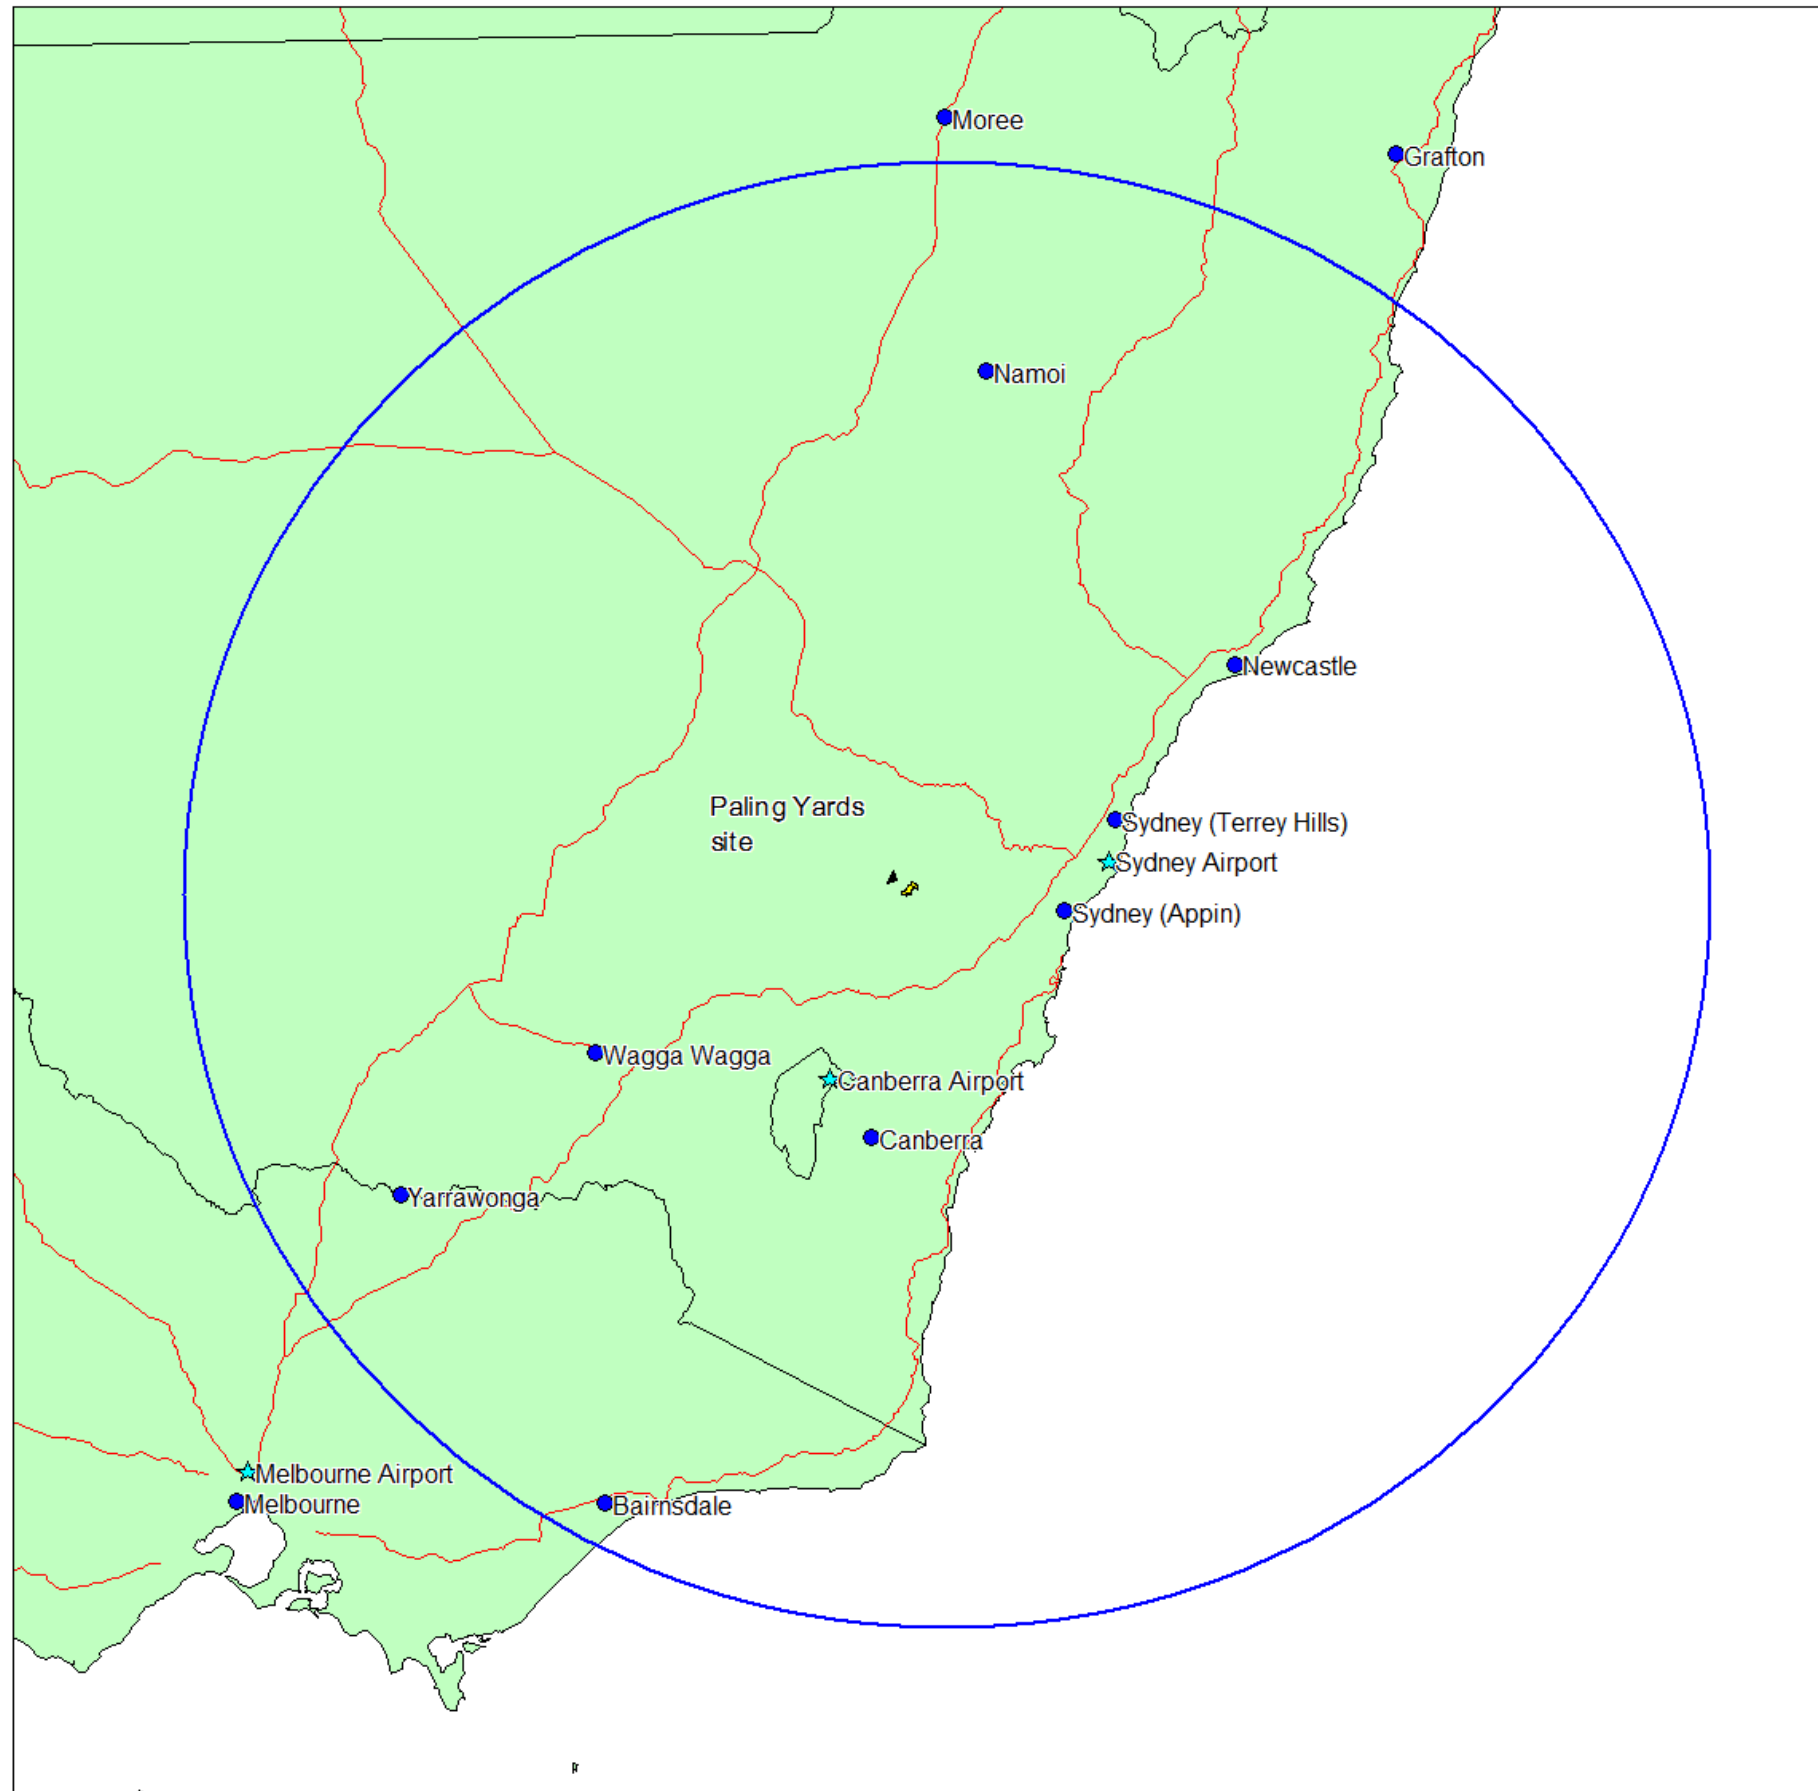 Moree
Grafton
Namoi
Newcastle
Paling Yards
site
Sydney (Terrey Hills)
Sydney Airport
Sydney (Appin)
Wagga Wagga
Canberra Airport
Canberra
Yarrawonga
Melbourne Airport
Melbourne
Bairnsdale